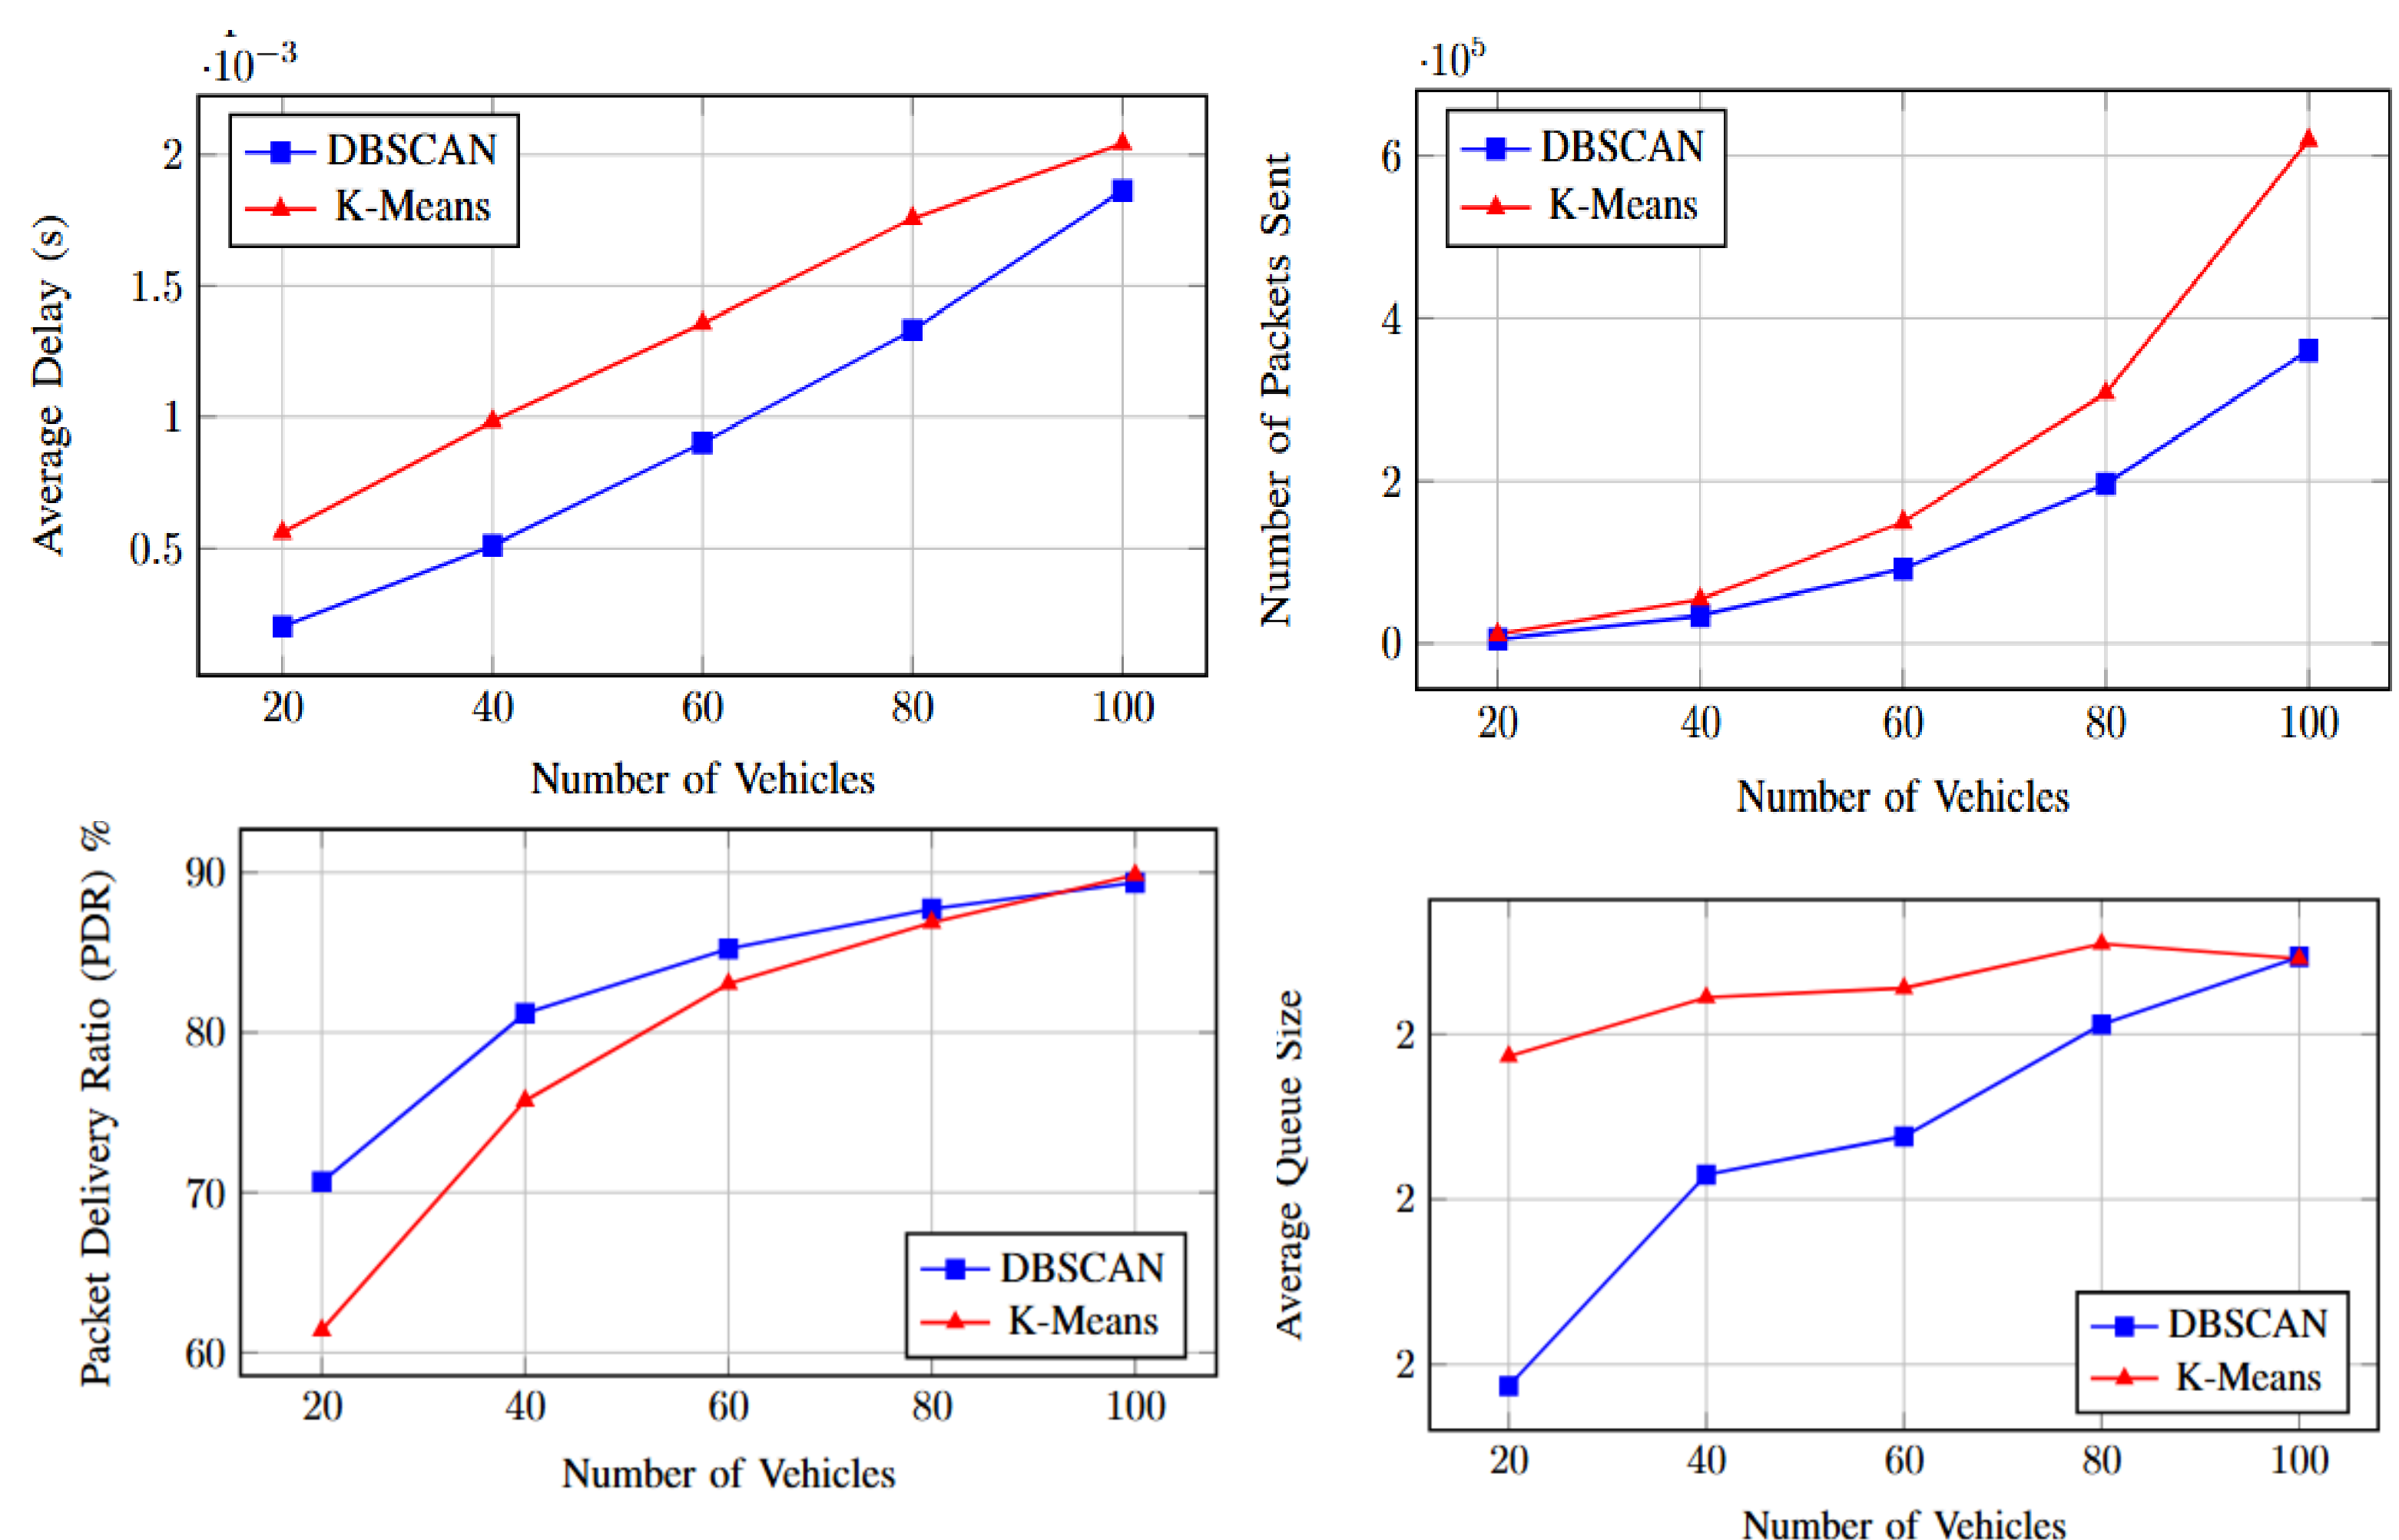 ·10⁻³
Average Delay (s)
2
1.5
1
0.5
DBSCAN
K-Means
20 40 60 80 100
Number of Vehicles
·10⁵
Number of Packets Sent
6
4
2
0
DBSCAN
K-Means
20 40 60 80 100
Number of Vehicles
Packet Delivery Ratio (PDR) %
90
80
70
60
DBSCAN
K-Means
20 40 60 80 100
Number of Vehicles
Average Queue Size
2
2
2
DBSCAN
K-Means
20 40 60 80 100
Number of Vehicles